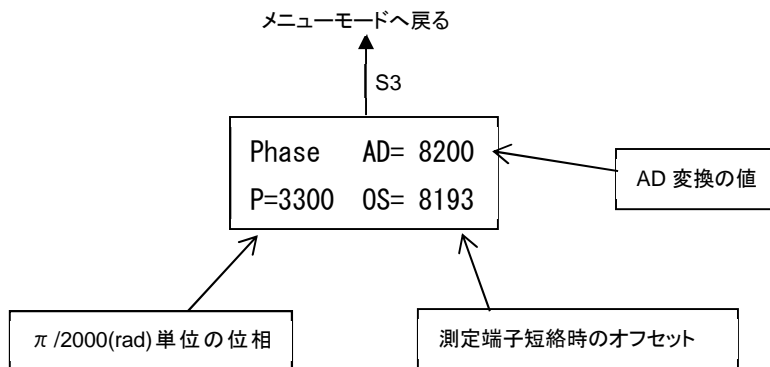 メニューモードへ戻る
S3
Phase AD= 8200
P=3300 OS= 8193
AD 変換の値
π/2000(rad)単位の位相
測定端子短絡時のオフセット